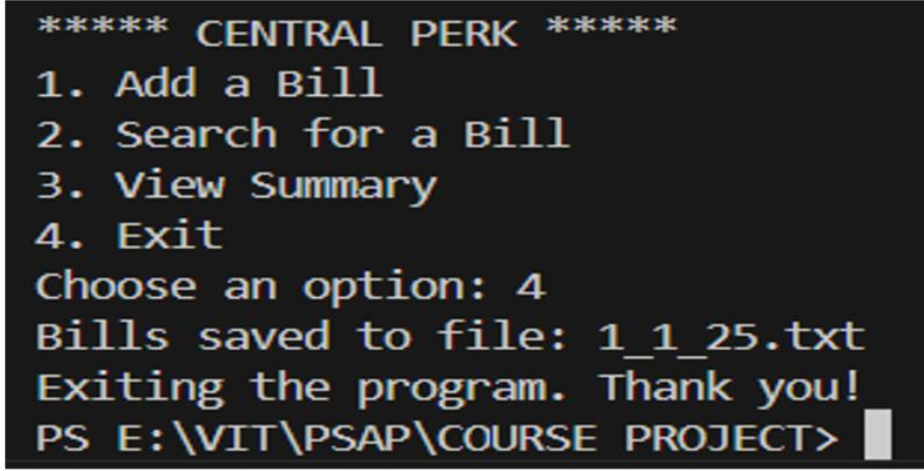 ***** CENTRAL PERK *****
1. Add a Bill
2. Search for a Bill
3. View Summary
4. Exit
Choose an option: 4
Bills saved to file: 1_1_25.txt
Exiting the program. Thank you!
PS E:\VIT\PSAP\COURSE PROJECT>